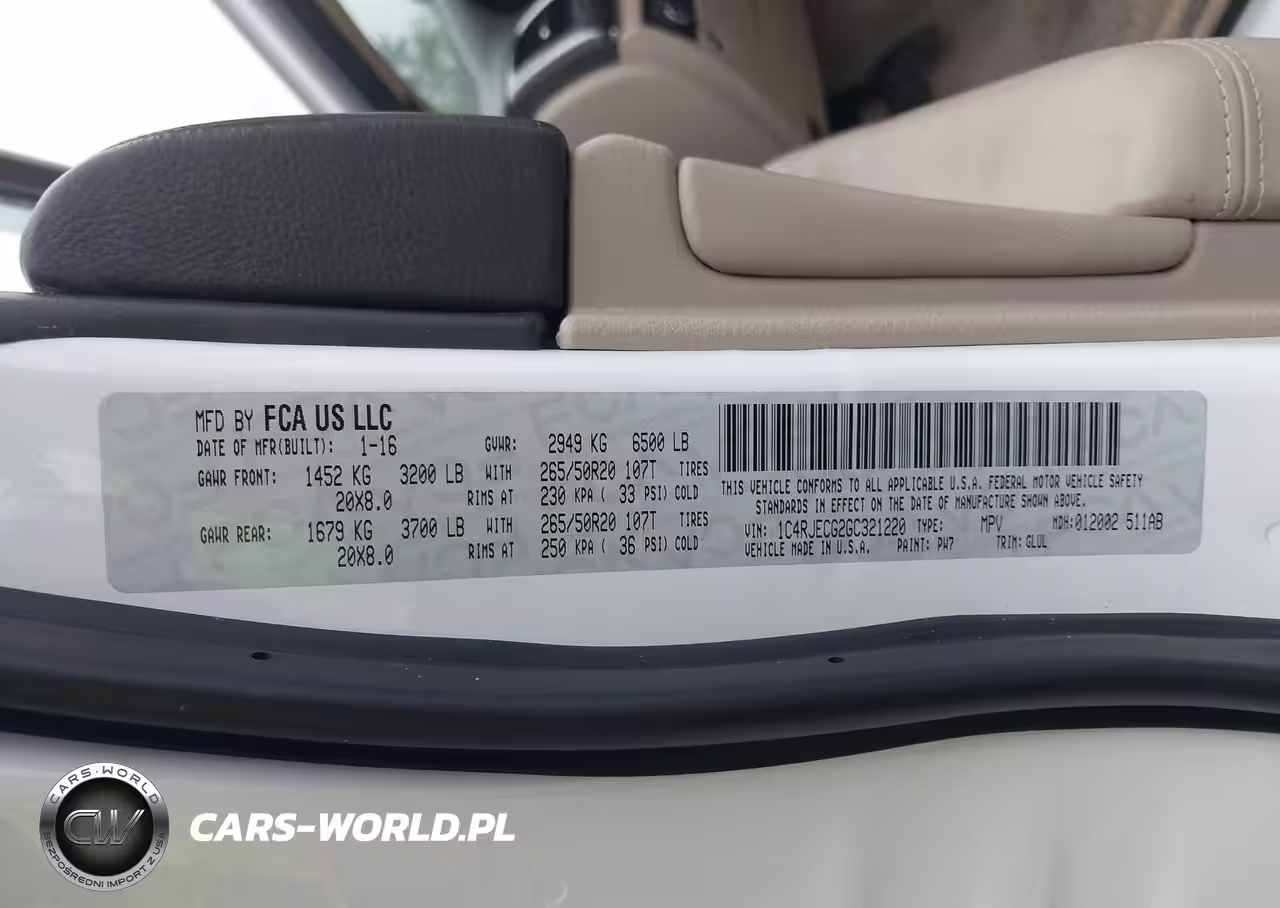 MFD BY FCA US LLC
DATE OF MFR(BUILT): 1-16 GVWR: 2949 KG 6500 LB
GAWR FRONT: 1452 KG 3200 LB WITH 265/50R20 107T TIRES
20X8.0 RIMS AT 230 KPA ( 33 PSI) COLD
GAWR REAR: 1679 KG 3700 LB WITH 265/50R20 107T TIRES
20X8.0 RIMS AT 250 KPA ( 36 PSI) COLD
THIS VEHICLE CONFORMS TO ALL APPLICABLE U.S.A. FEDERAL MOTOR VEHICLE SAFETY
STANDARDS IN EFFECT ON THE DATE OF MANUFACTURE SHOWN ABOVE.
VIN: 1C4RJECG2GC321220 TYPE: MPV MDH:012002 511AB
VEHICLE MADE IN U.S.A. PAINT: PW7 TRIM: GLUL
CARS-WORLD
CW
BEZPOŚREDNI IMPORT Z USA
CARS-WORLD.PL